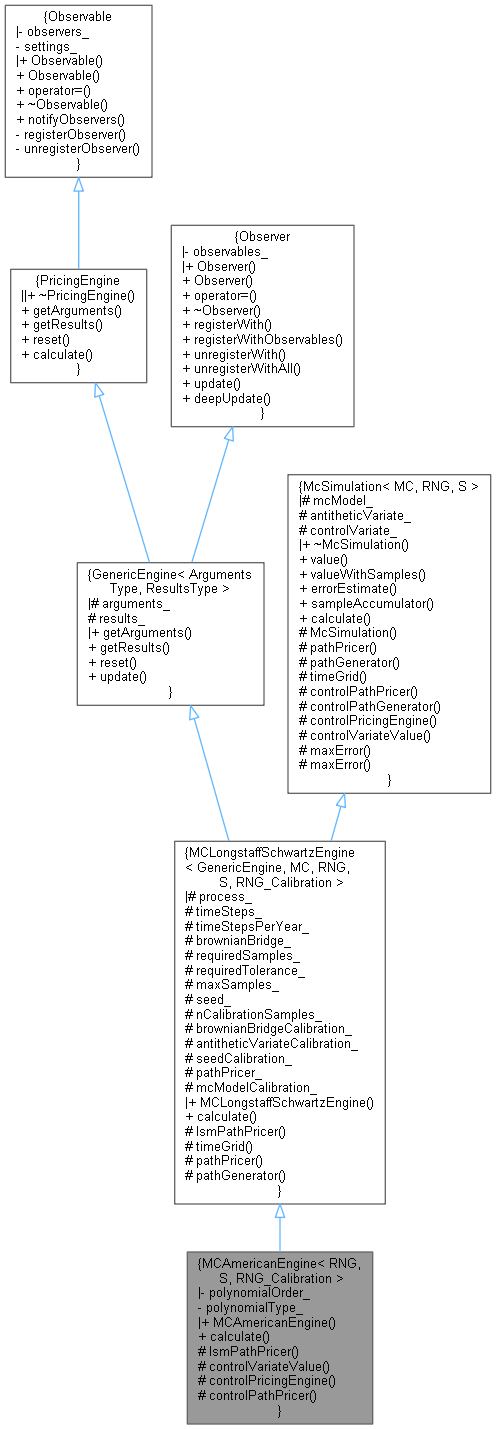 {Observable
|- observers_
- settings_
|+ Observable()
+ Observable()
+ operator=()
+ ~Observable()
+ notifyObservers()
- registerObserver()
- unregisterObserver()
}
{PricingEngine
||+ ~PricingEngine()
+ getArguments()
+ getResults()
+ reset()
+ calculate()
}
{Observer
|- observables_
|+ Observer()
+ Observer()
+ operator=()
+ ~Observer()
+ registerWith()
+ registerWithObservables()
+ unregisterWith()
+ unregisterWithAll()
+ update()
+ deepUpdate()
}
{GenericEngine< Arguments
Type, ResultsType >
|# arguments_
# results_
|+ getArguments()
+ getResults()
+ reset()
+ update()
}
{McSimulation< MC, RNG, S >
|# mcModel_
# antitheticVariate_
# controlVariate_
|+ ~McSimulation()
+ value()
+ valueWithSamples()
+ errorEstimate()
+ sampleAccumulator()
+ calculate()
# McSimulation()
# pathPricer()
# pathGenerator()
# timeGrid()
# controlPathPricer()
# controlPathGenerator()
# controlPricingEngine()
# controlVariateValue()
# maxError()
# maxError()
}
{MCLongstaffSchwartzEngine
< GenericEngine, MC, RNG,
S, RNG_Calibration >
|# process_
# timeSteps_
# timeStepsPerYear_
# brownianBridge_
# requiredSamples_
# requiredTolerance_
# maxSamples_
# seed_
# nCalibrationSamples_
# brownianBridgeCalibration_
# antitheticVariateCalibration_
# seedCalibration_
# pathPricer_
# mcModelCalibration_
|+ MCLongstaffSchwartzEngine()
+ calculate()
# lsmPathPricer()
# timeGrid()
# pathPricer()
# pathGenerator()
}
{MCAmericanEngine< RNG,
S, RNG_Calibration >
|- polynomialOrder_
- polynomialType_
|+ MCAmericanEngine()
+ calculate()
# lsmPathPricer()
# controlVariateValue()
# controlPricingEngine()
# controlPathPricer()
}